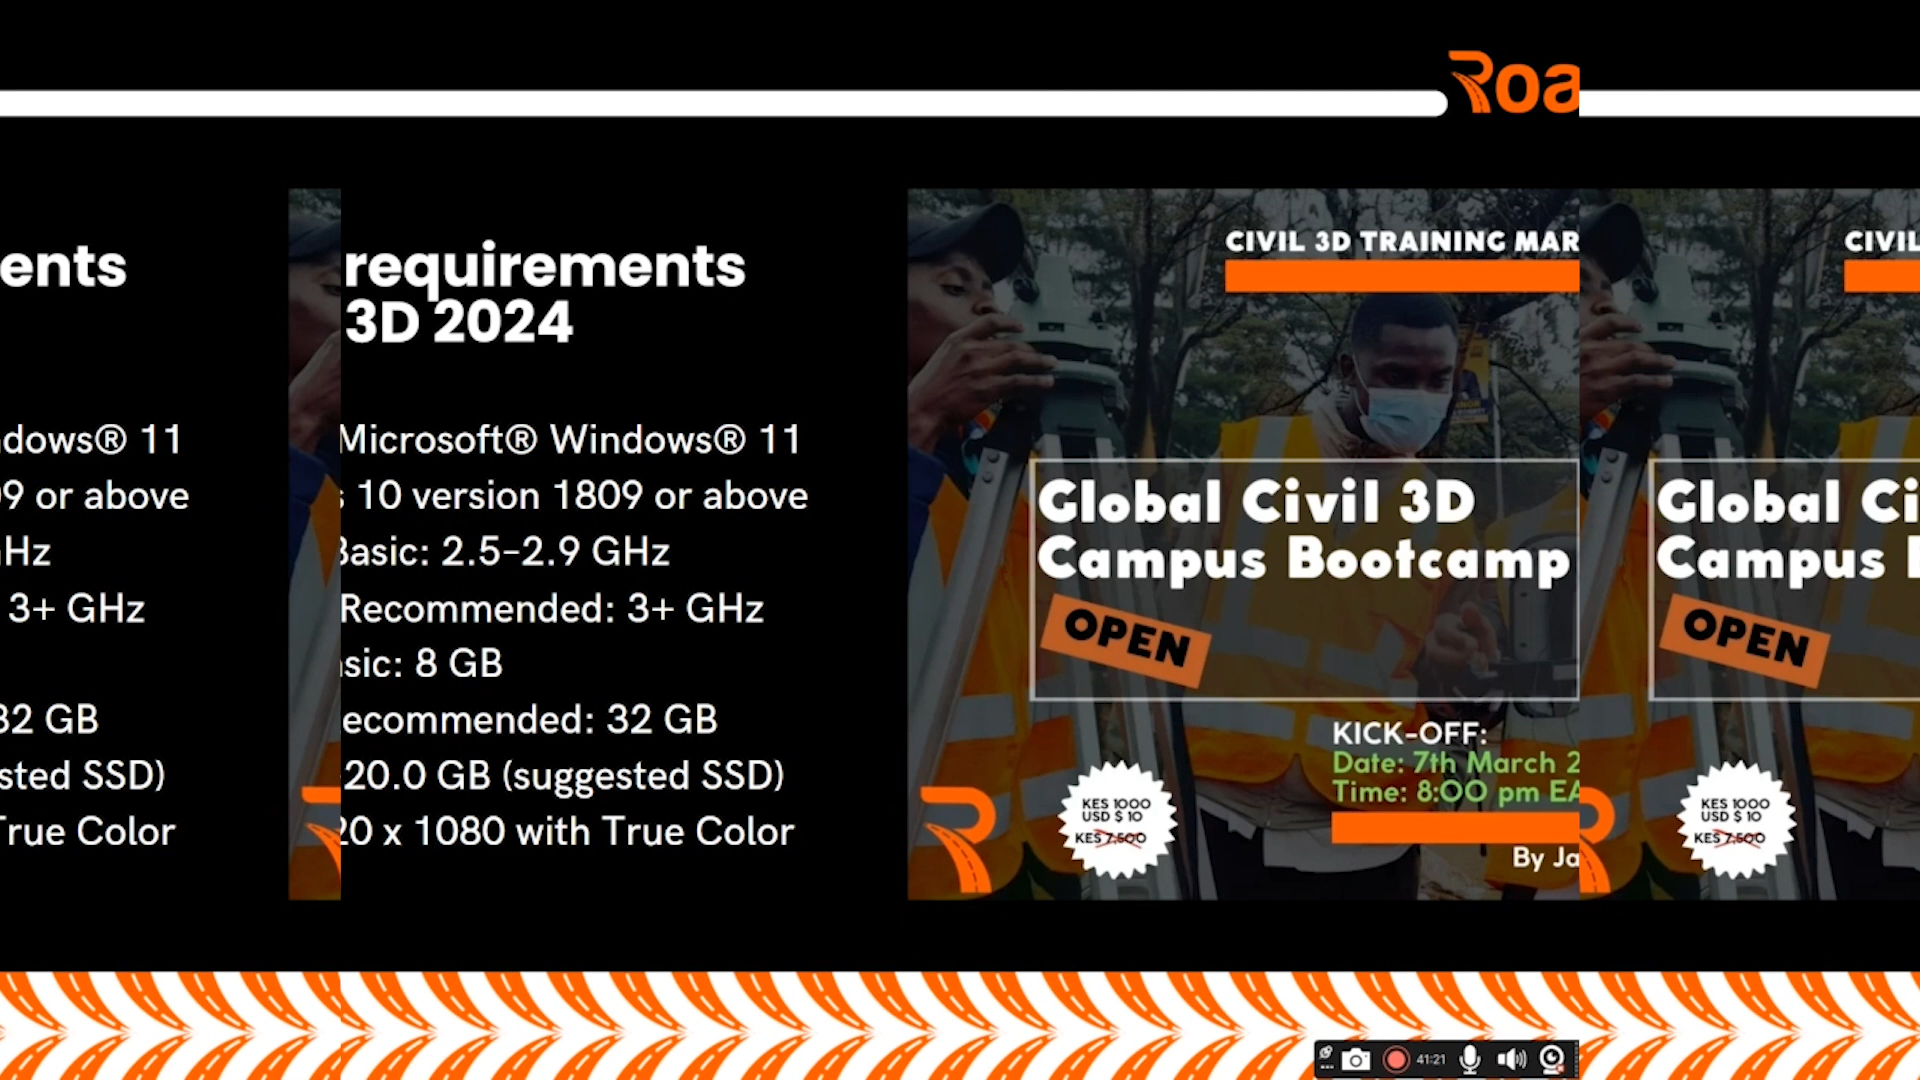 Roa
ents
dows® 11
9 or above
Hz
3+ GHz
32 GB
sted SSD)
True Color
requirements
3D 2024
Microsoft® Windows® 11
10 version 1809 or above
Basic: 2.5-2.9 GHz
Recommended: 3+ GHz
sic: 8 GB
ecommended: 32 GB
20.0 GB (suggested SSD)
20 x 1080 with True Color
CIVIL 3D TRAINING MAR
Global Civil 3D
Campus Bootcamp
OPEN
KICK-OFF:
Date: 7th March 2
Time: 8:00 pm EA
KES 1000
USD $ 10
KES 7,500
By Ja
CIVIL
Global Ci
Campus
OPEN
KES 1000
USD $ 10
KES 7,500
41:21